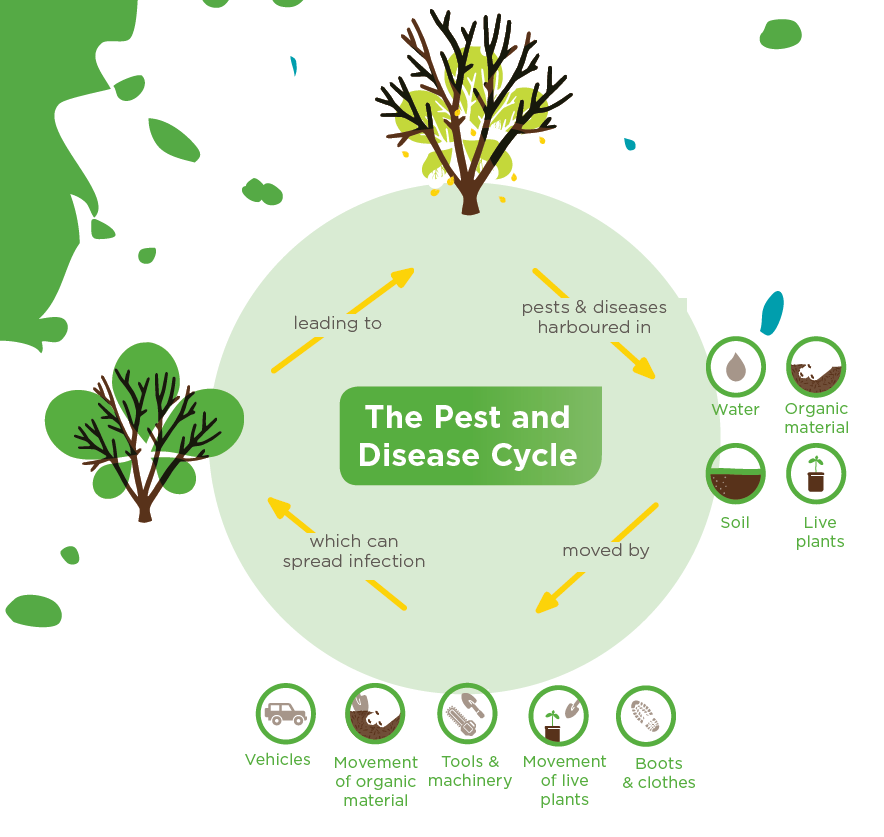 leading to
pests & diseases
harboured in
The Pest and
Disease Cycle
Water
Organic
material
Soil
Live
plants
moved by
which can
spread infection
Vehicles
Movement
of organic
material
Tools &
machinery
Movement
of live
plants
Boots
& clothes